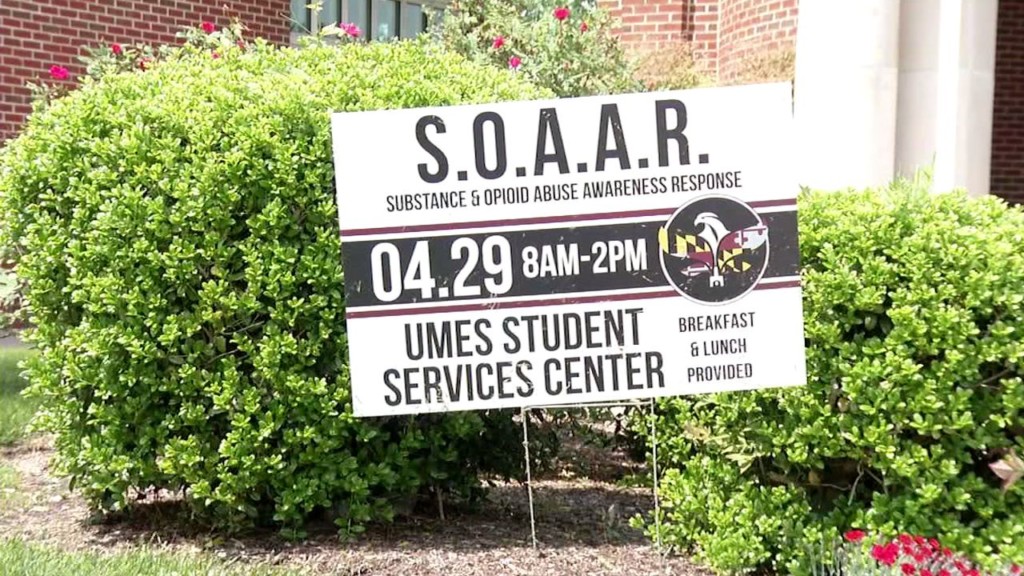 S.O.A.A.R.
SUBSTANCE & OPIOID ABUSE AWARENESS RESPONSE
04.29 8AM-2PM
UMES STUDENT
SERVICES CENTER
BREAKFAST
& LUNCH
PROVIDED